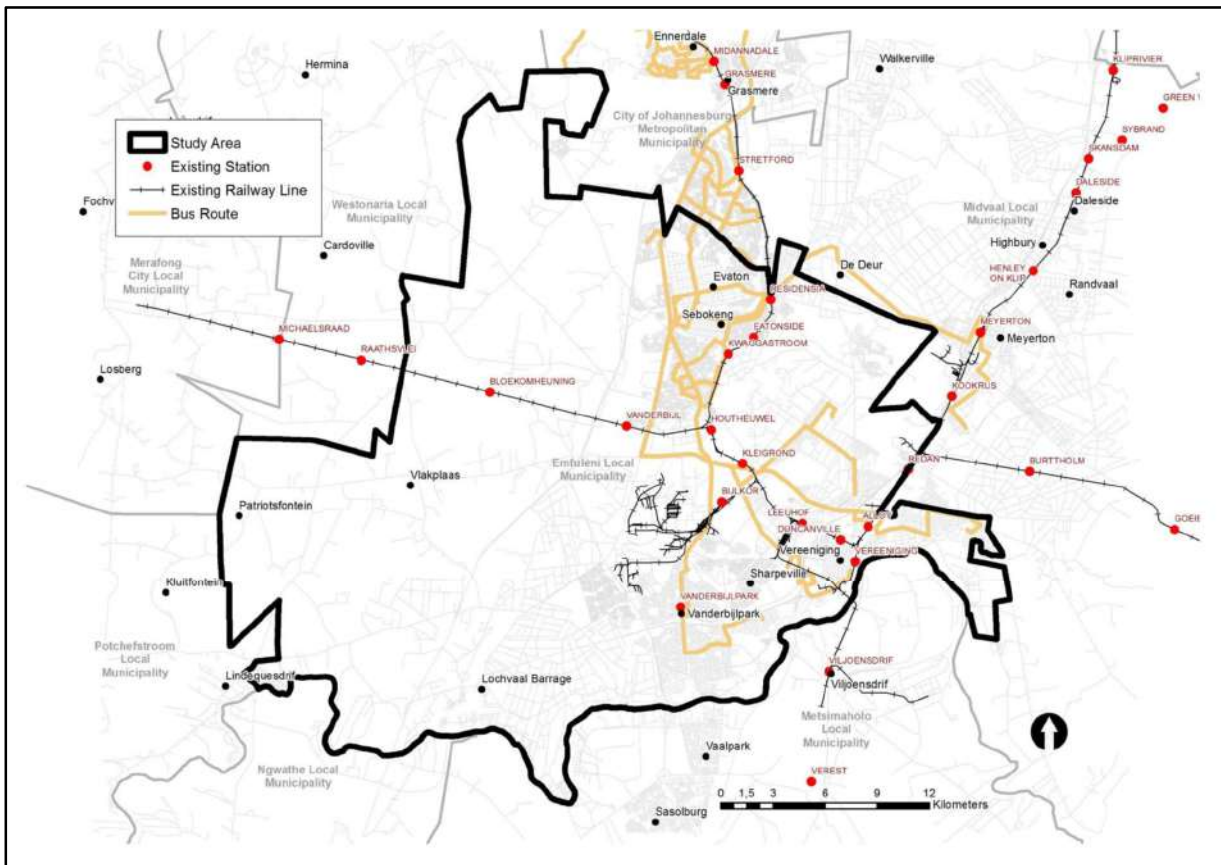 Ennerdale
MIDANNADALE
Hermina
Walkerville
KLIPRIVIER
GRASMERE
Grasmere
City of Johannesburg
Metropolitan
Municipality
SYBRAND
SKANSDAM
Study Area
Existing Station
Existing Railway Line
Bus Route
STRETFORD
DALESIDE
Daleside
Westonaria Local
Municipality
Midvaal Local
Municipality
Cardoville
Highbury
Merafong
City Local
Municipality
De Deur
HENLEY
ON KLIP
Evaton
RESIDENSIA
Randvaal
Sebokeng
EATONSIDE
MEYERTON
Meyerton
MICHAELSRAAD
KWAGGASTROOM
RAATHSVLEI
Losberg
BLOEKOMHEUNING
KOOKRUS
VANDERBIJL
HOUTHEUWEL
Emfuleni Local
Municipality
KLEIGROND
REDAN
BURTTHOLM
Vlakplaas
BULKOR
Patriotsfontein
LEEUHOF
DUNCANVILLE
Vereeniging
VEREENIGING
Sharpeville
Kluitfontein
VANDERBIJLPARK
Vanderbijlpark
Potchefstroom
Local
Municipality
Lindequesdrif
Lochvaal Barrage
VILJOENSDRIF
Viljoensdrif
Metsimaholo
Local
Municipality
Vaalpark
Ngwathe Local
Municipality
VEREST
0 1,5 3 6 9 12
Kilometers
Sasolburg